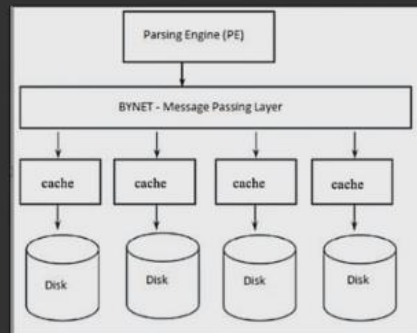 Parsing Engine (PE)
BYNET - Message Passing Layer
cache
cache
cache
cache
Disk
Disk
Disk
Disk